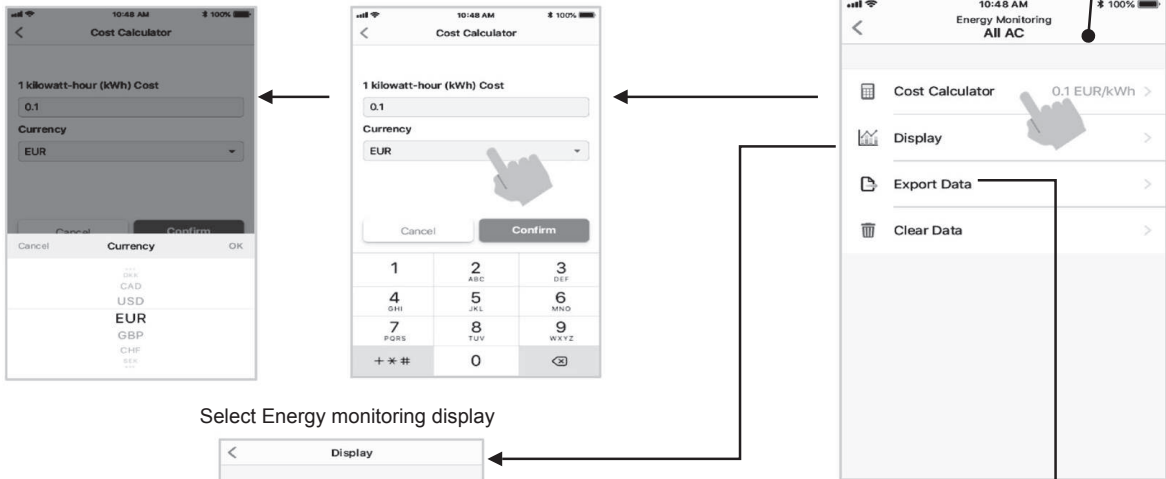 10:48 AM
100%
Cost Calculator
1 kilowatt-hour (kWh) Cost
0.1
Currency
EUR
Cancel
Confirm
Cancel
Currency
OK
CAD
USD
EUR
GBP
CHF
SEK
10:48 AM
100%
Cost Calculator
1 kilowatt-hour (kWh) Cost
0.1
Currency
EUR
Cancel
Confirm
1
2
ABC
3
DEF
4
GHI
5
JKL
6
MNO
7
PQRS
8
TUV
9
WXYZ
+ * #
0
10:48 AM
100%
Energy Monitoring
All AC
Cost Calculator
0.1 EUR/kWh
Display
Export Data
Clear Data
Select Energy monitoring display
Display